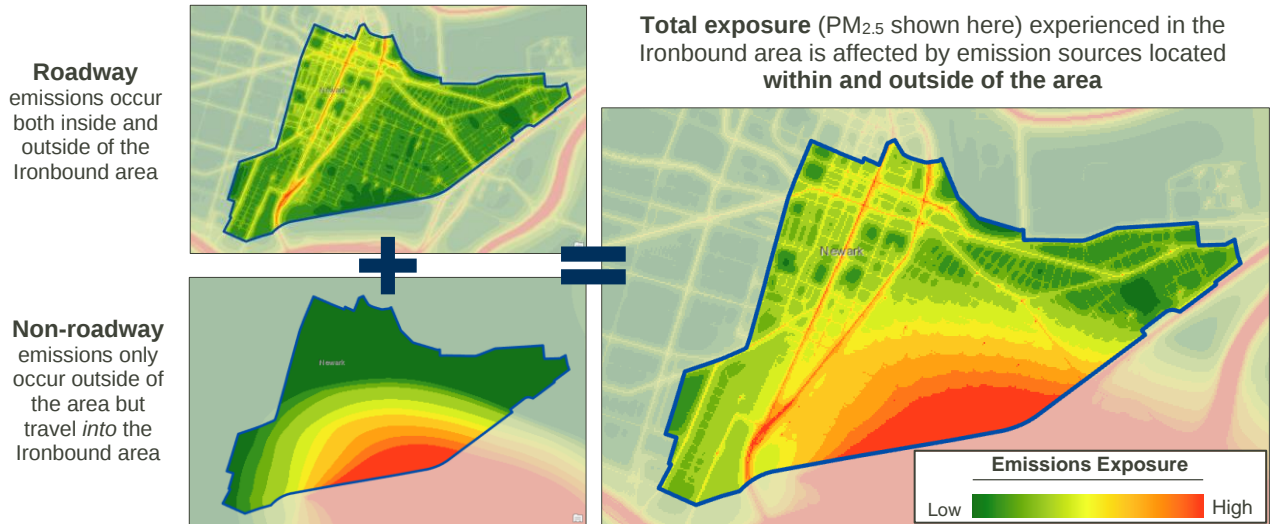 Roadway
emissions occur
both inside and
outside of the
Ironbound area
Newark
Non-roadway
emissions only
occur outside of
the area but
travel into the
Ironbound area
Newark
Total exposure (PM2.5 shown here) experienced in the
Ironbound area is affected by emission sources located
within and outside of the area
Newark
Emissions Exposure
Low
High